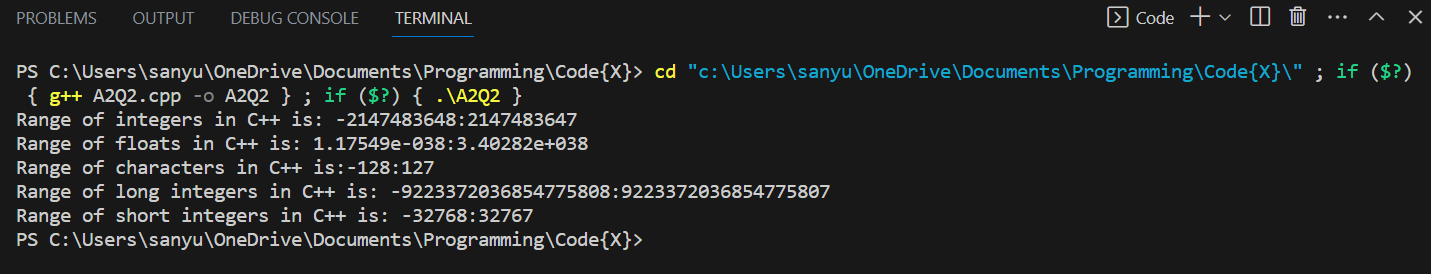 PROBLEMS OUTPUT DEBUG CONSOLE TERMINAL Code
PS C:\Users\sanyu\OneDrive\Documents\Programming\Code{X}> cd "c:\Users\sanyu\OneDrive\Documents\Programming\Code{X}\" ; if ($?)
{ g++ A2Q2.cpp -o A2Q2 } ; if ($?) { .\A2Q2 }
Range of integers in C++ is: -2147483648:2147483647
Range of floats in C++ is: 1.17549e-038:3.40282e+038
Range of characters in C++ is:-128:127
Range of long integers in C++ is: -9223372036854775808:9223372036854775807
Range of short integers in C++ is: -32768:32767
PS C:\Users\sanyu\OneDrive\Documents\Programming\Code{X}>